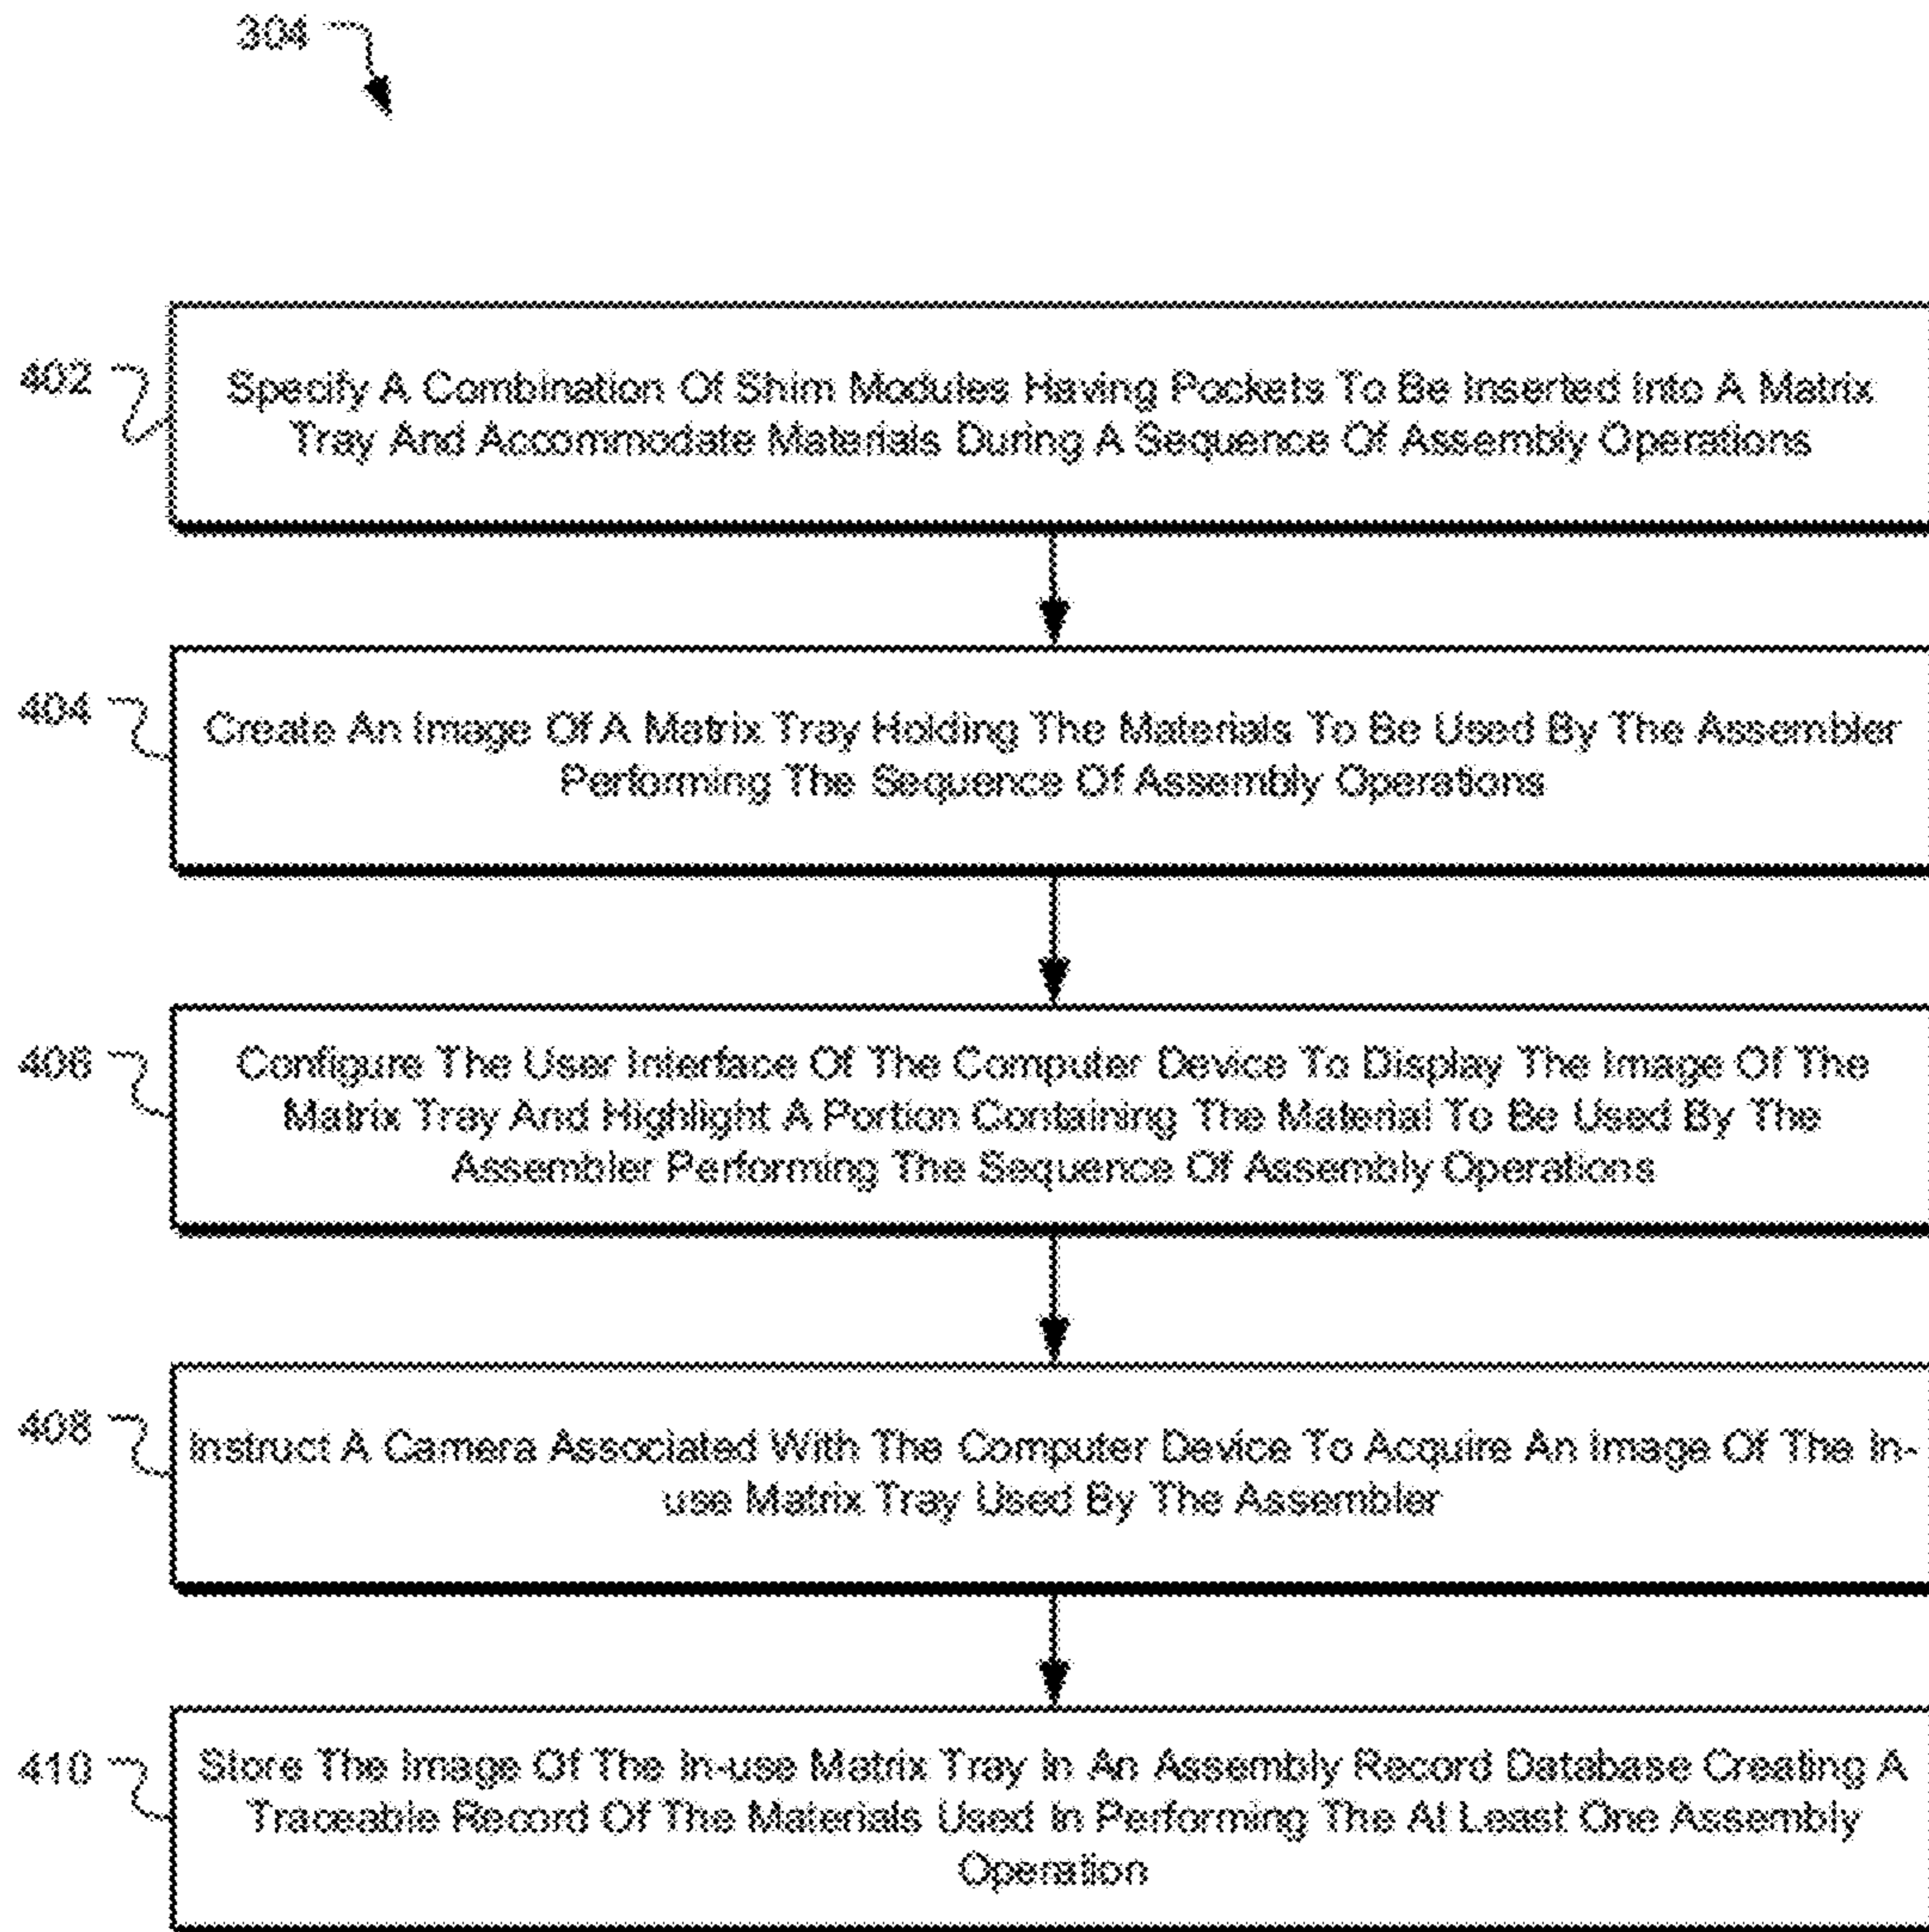 304
402
Specify A Combination Of Shim Modules Having Pockets To Be Inserted Into A Matrix
Tray And Accommodate Materials During A Sequence Of Assembly Operations
404
Create An Image Of A Matrix Tray Holding The Materials To Be Used By The Assembler
Performing The Sequence Of Assembly Operations
406
Configure The User Interface Of The Computer Device To Display The Image Of The
Matrix Tray And Highlight A Portion Containing The Material To Be Used By The
Assembler Performing The Sequence Of Assembly Operations
408
Instruct A Camera Associated With The Computer Device To Acquire An Image Of The In-
use Matrix Tray Used By The Assembler
410
Store The Image Of The In-use Matrix Tray In An Assembly Record Database Creating A
Traceable Record Of The Materials Used In Performing The At Least One Assembly
Operation